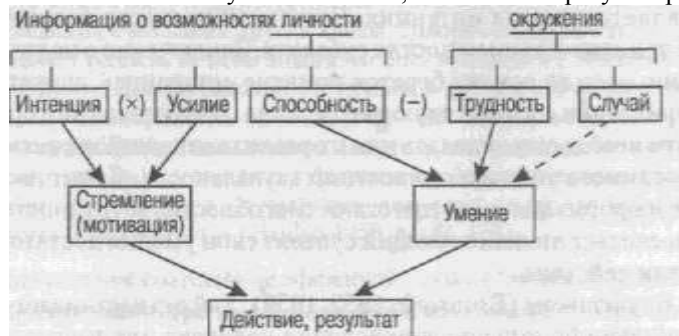 Информация о возможностях личности
окружения
Интенция (×) Усилие Способность (−) Трудность Случай
Стремление
(мотивация)
Умение
Действие, результат